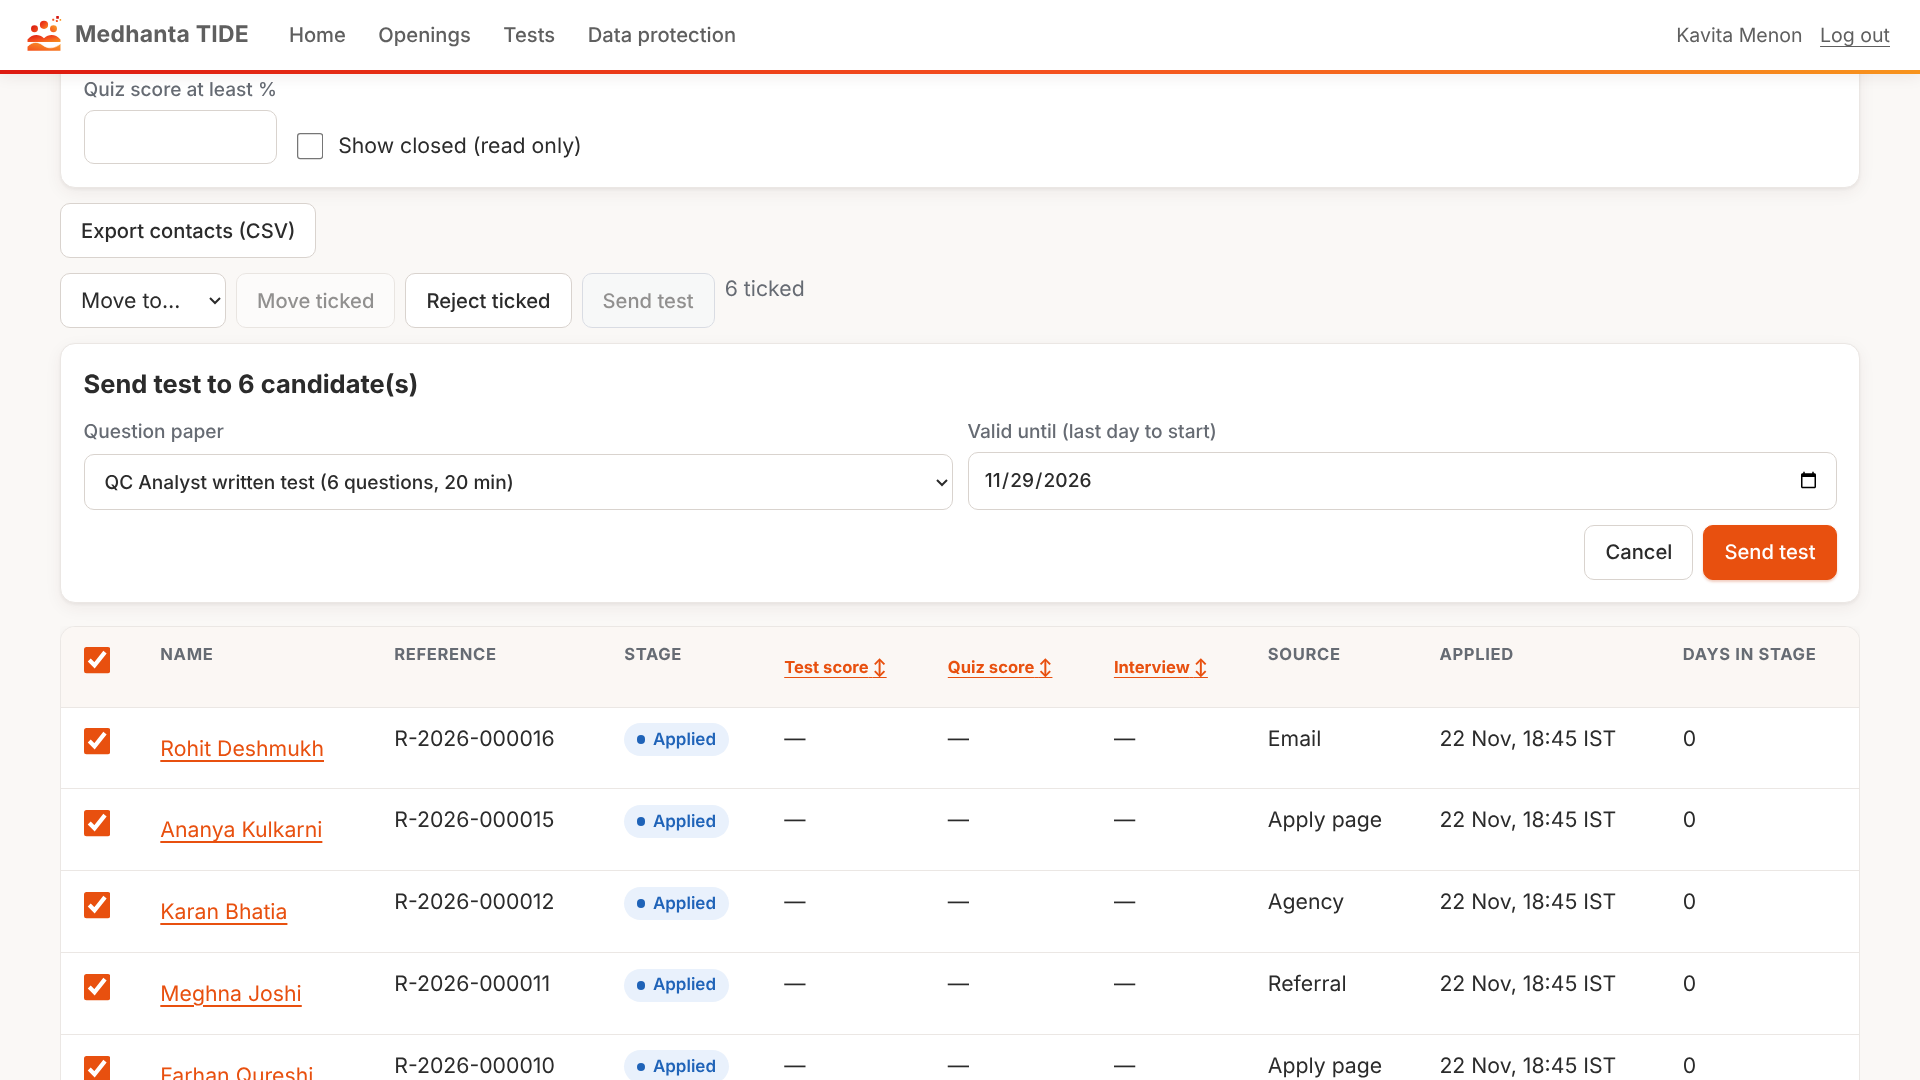 Medhanta TIDE Home Openings Tests Data protection Kavita Menon Log out
Quiz score at least %
Show closed (read only)
Export contacts (CSV)
Move to... Move ticked Reject ticked Send test 6 ticked
Send test to 6 candidate(s)
Question paper Valid until (last day to start)
QC Analyst written test (6 questions, 20 min) 11/29/2026
Cancel Send test
NAME REFERENCE STAGE Test score Quiz score Interview SOURCE APPLIED DAYS IN STAGE
Rohit Deshmukh R-2026-000016 Applied — — — Email 22 Nov, 18:45 IST 0
Ananya Kulkarni R-2026-000015 Applied — — — Apply page 22 Nov, 18:45 IST 0
Karan Bhatia R-2026-000012 Applied — — — Agency 22 Nov, 18:45 IST 0
Meghna Joshi R-2026-000011 Applied — — — Referral 22 Nov, 18:45 IST 0
Farhan Qureshi R-2026-000010 Applied — — — Apply page 22 Nov, 18:45 IST 0